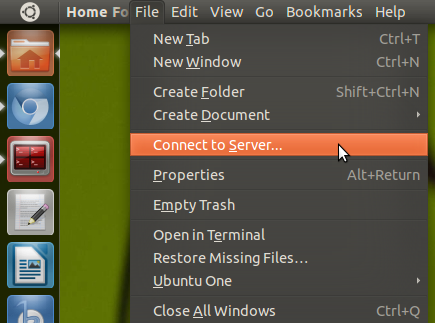 Home Fo File Edit View Go Bookmarks Help
New Tab Ctrl+T
New Window Ctrl+N
Create Folder Shift+Ctrl+N
Create Document
Connect to Server...
Properties Alt+Return
Empty Trash
Open in Terminal
Restore Missing Files...
Ubuntu One
Close All Windows Ctrl+Q